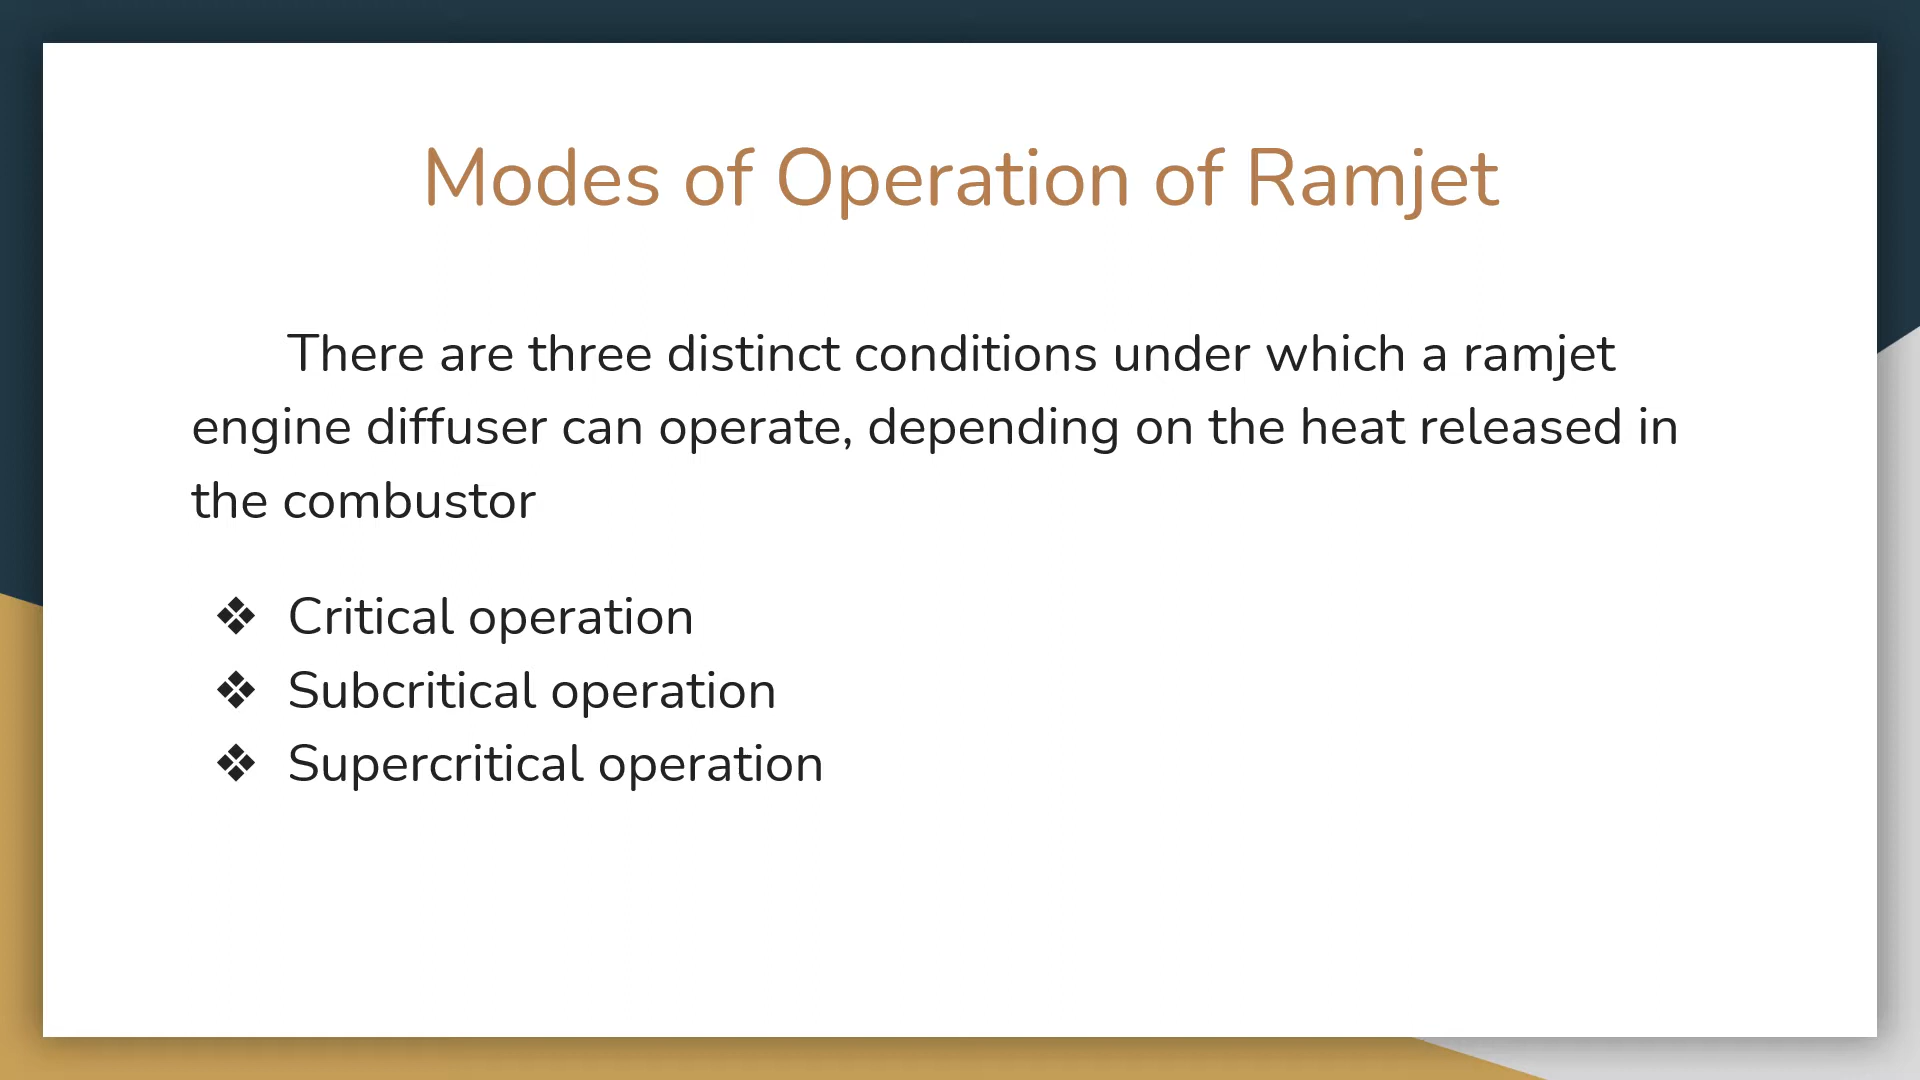 Modes of Operation of Ramjet
There are three distinct conditions under which a ramjet
engine diffuser can operate, depending on the heat released in
the combustor
❖ Critical operation
❖ Subcritical operation
❖ Supercritical operation